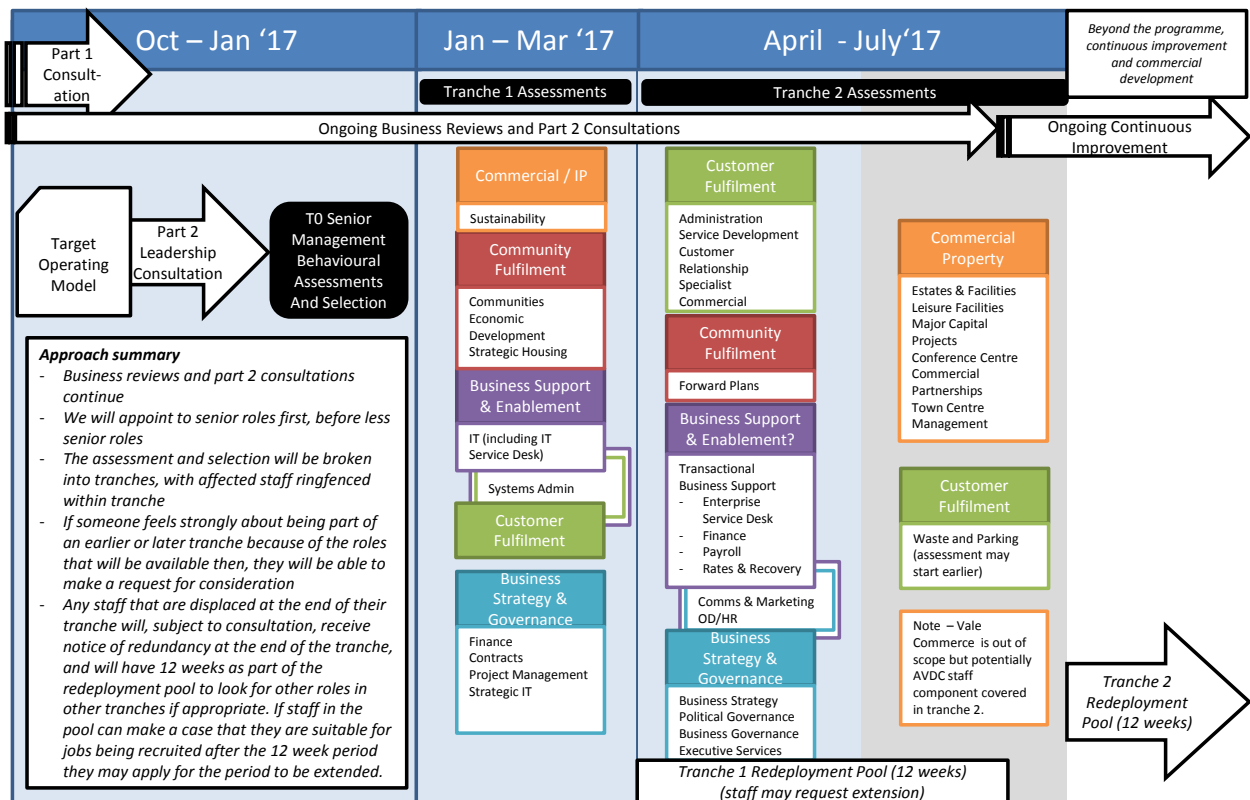 Oct – Jan ‘17
Jan – Mar ‘17
April - July‘17
Beyond the programme,
continuous improvement
and commercial
development
Part 1
Consult-
ation
Tranche 1 Assessments
Tranche 2 Assessments
Ongoing Business Reviews and Part 2 Consultations
Ongoing Continuous
Improvement
Target
Operating
Model
Part 2
Leadership
Consultation
T0 Senior
Management
Behavioural
Assessments
And Selection
Approach summary
- Business reviews and part 2 consultations
continue
- We will appoint to senior roles first, before less
senior roles
- The assessment and selection will be broken
into tranches, with affected staff ringfenced
within tranche
- If someone feels strongly about being part of
an earlier or later tranche because of the roles
that will be available then, they will be able to
make a request for consideration
- Any staff that are displaced at the end of their
tranche will, subject to consultation, receive
notice of redundancy at the end of the tranche,
and will have 12 weeks as part of the
redeployment pool to look for other roles in
other tranches if appropriate. If staff in the
pool can make a case that they are suitable for
jobs being recruited after the 12 week period
they may apply for the period to be extended.
Commercial / IP
Sustainability
Community
Fulfilment
Communities
Economic
Development
Strategic Housing
Business Support
& Enablement
IT (including IT
Service Desk)
Systems Admin
Customer
Fulfilment
Business
Strategy &
Governance
Finance
Contracts
Project Management
Strategic IT
Customer
Fulfilment
Administration
Service Development
Customer
Relationship
Specialist
Commercial
Community
Fulfilment
Forward Plans
Business Support
& Enablement?
Transactional
Business Support
- Enterprise
Service Desk
- Finance
- Payroll
- Rates & Recovery
Comms & Marketing
OD/HR
Business
Strategy &
Governance
Business Strategy
Political Governance
Business Governance
Executive Services
Tranche 1 Redeployment Pool (12 weeks)
(staff may request extension)
Commercial
Property
Estates & Facilities
Leisure Facilities
Major Capital
Projects
Conference Centre
Commercial
Partnerships
Town Centre
Management
Customer
Fulfilment
Waste and Parking
(assessment may
start earlier)
Note – Vale
Commerce is out of
scope but potentially
AVDC staff
component covered
in tranche 2.
Tranche 2
Redeployment
Pool (12 weeks)